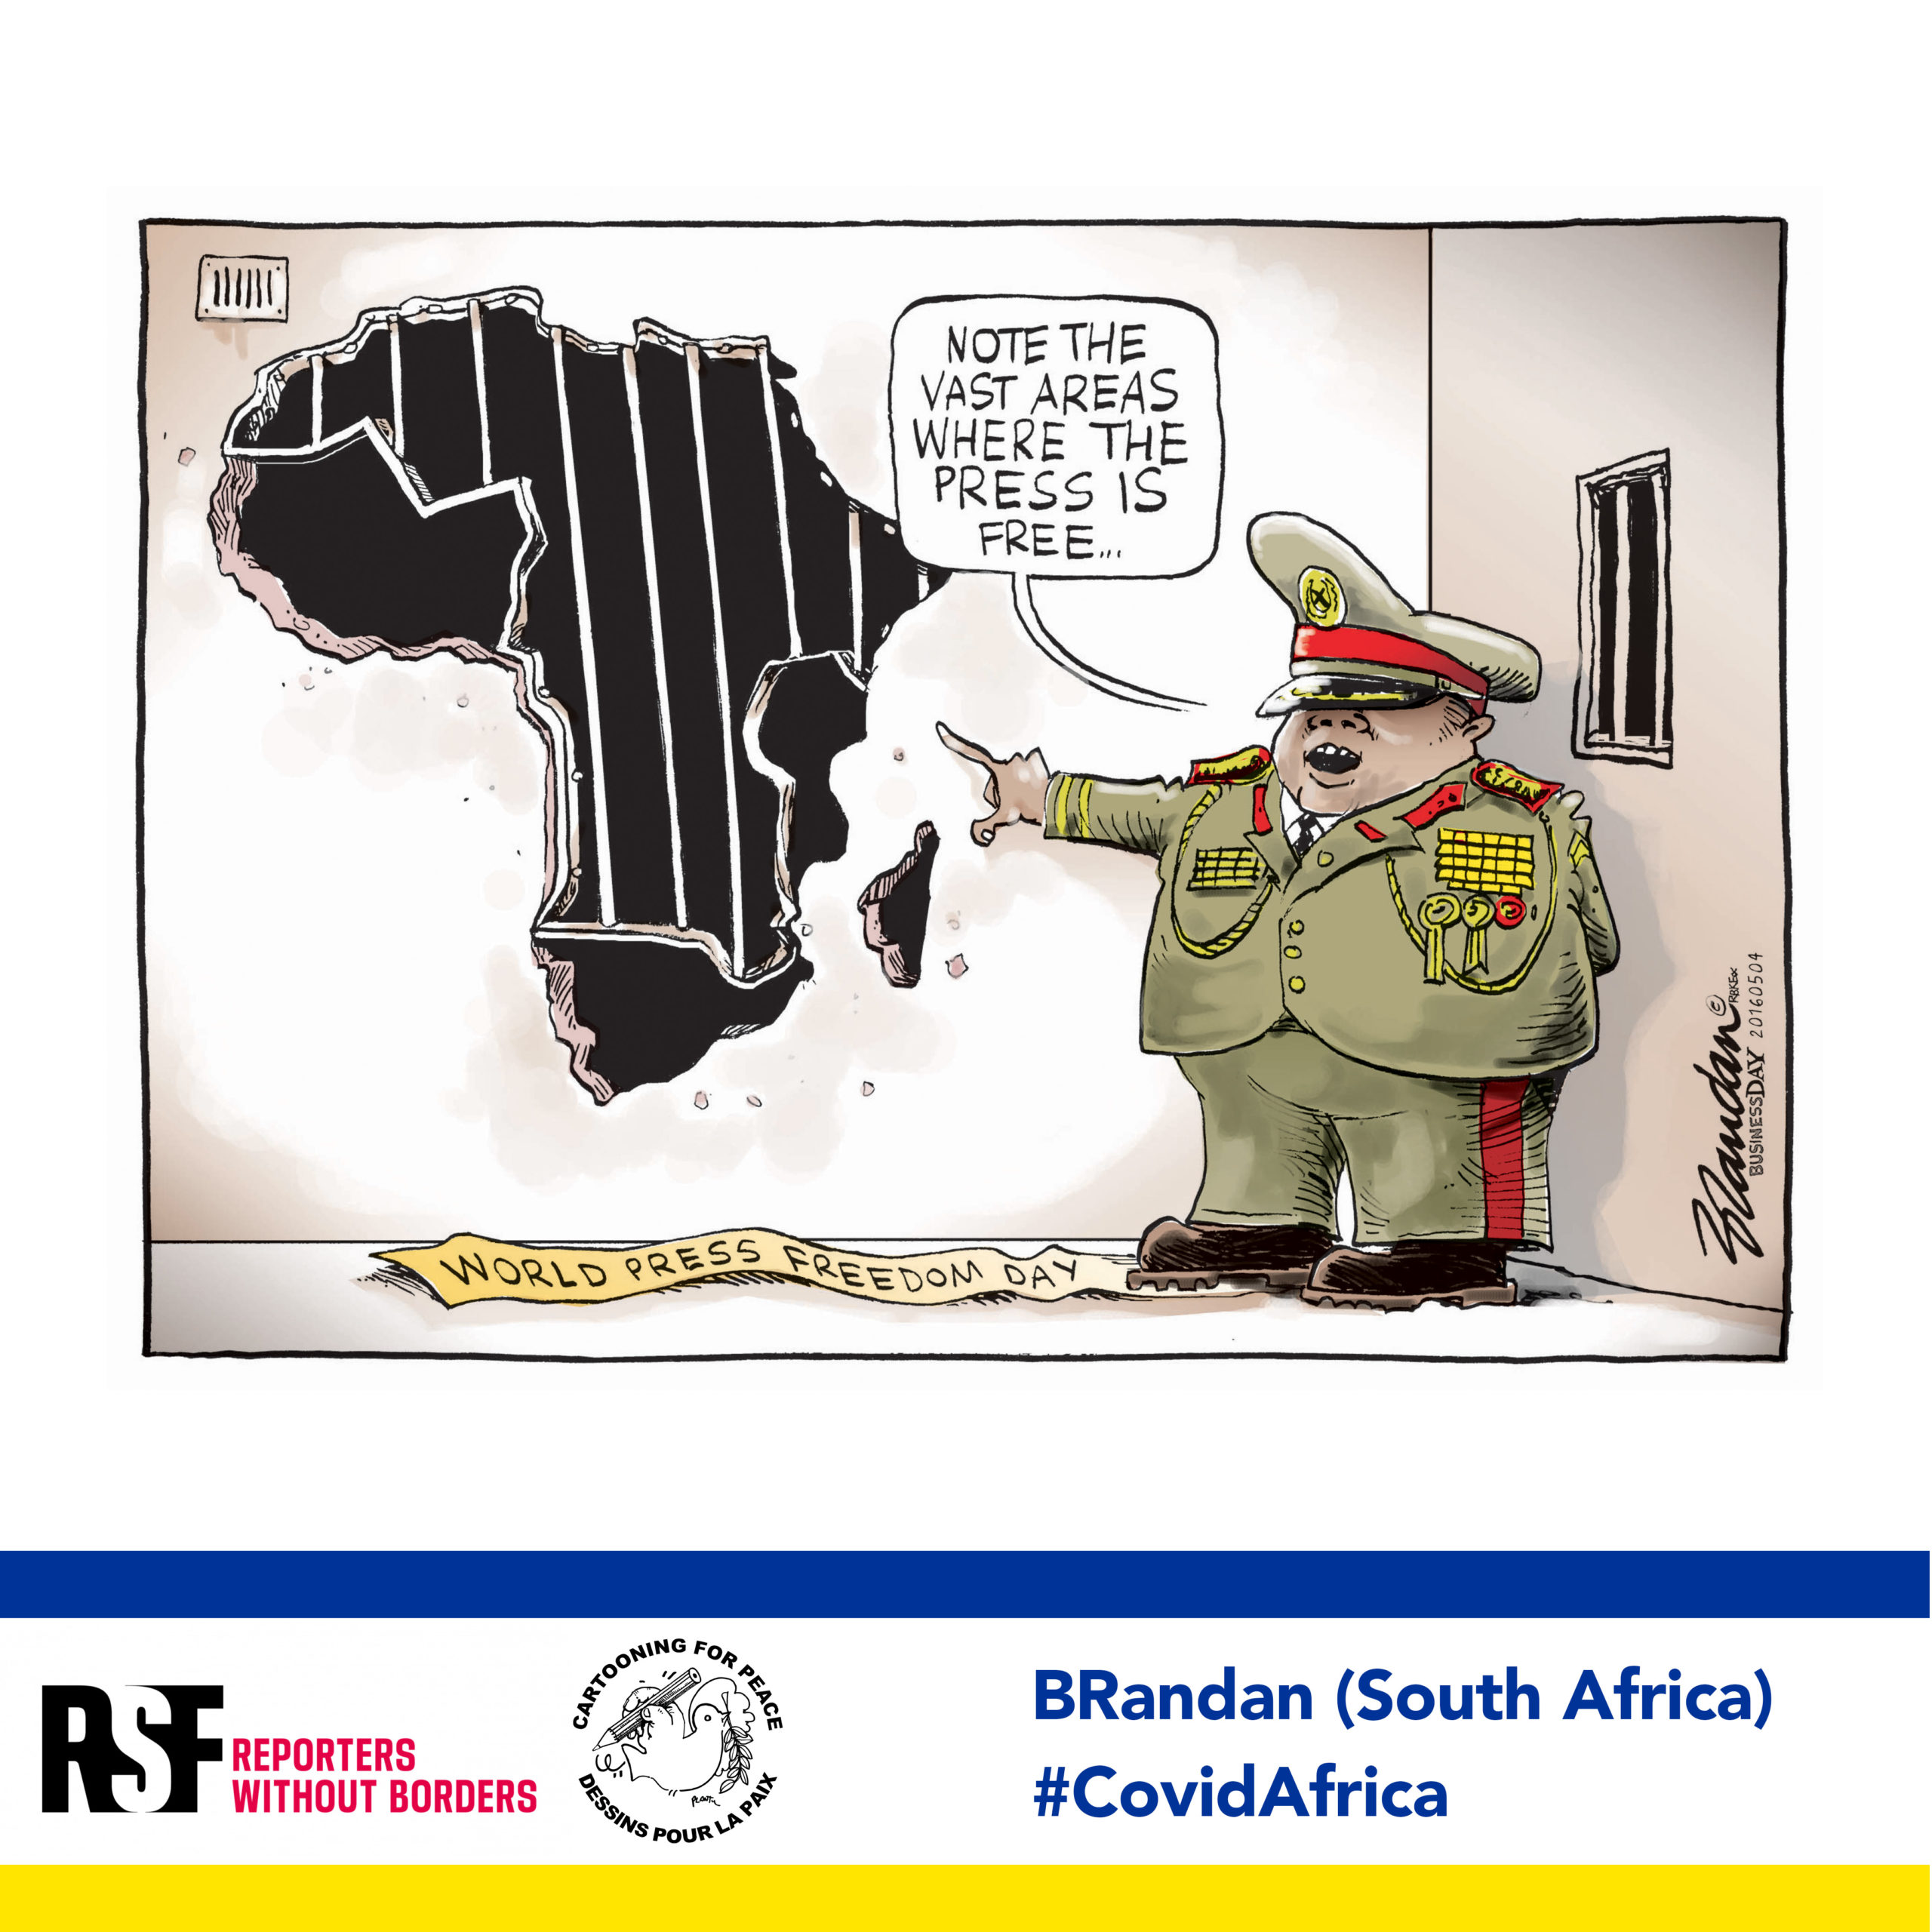 NOTE THE
VAST AREAS
WHERE THE
PRESS IS
FREE...
WORLD PRESS FREEDOM DAY
BRandan ©
BUSINESSDAY 20160504
RSF REPORTERS
WITHOUT BORDERS
CARTOONING FOR PEACE
DESSINS POUR LA PAIX
BRandan (South Africa)
#CovidAfrica